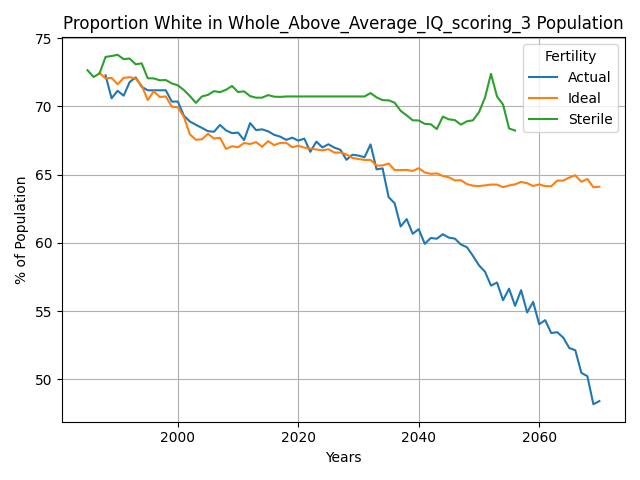 Proportion White in Whole_Above_Average_IQ_scoring_3 Population
% of Population
75
70
65
60
55
50
Fertility
Actual
Ideal
Sterile
2000
2020
2040
2060
Years